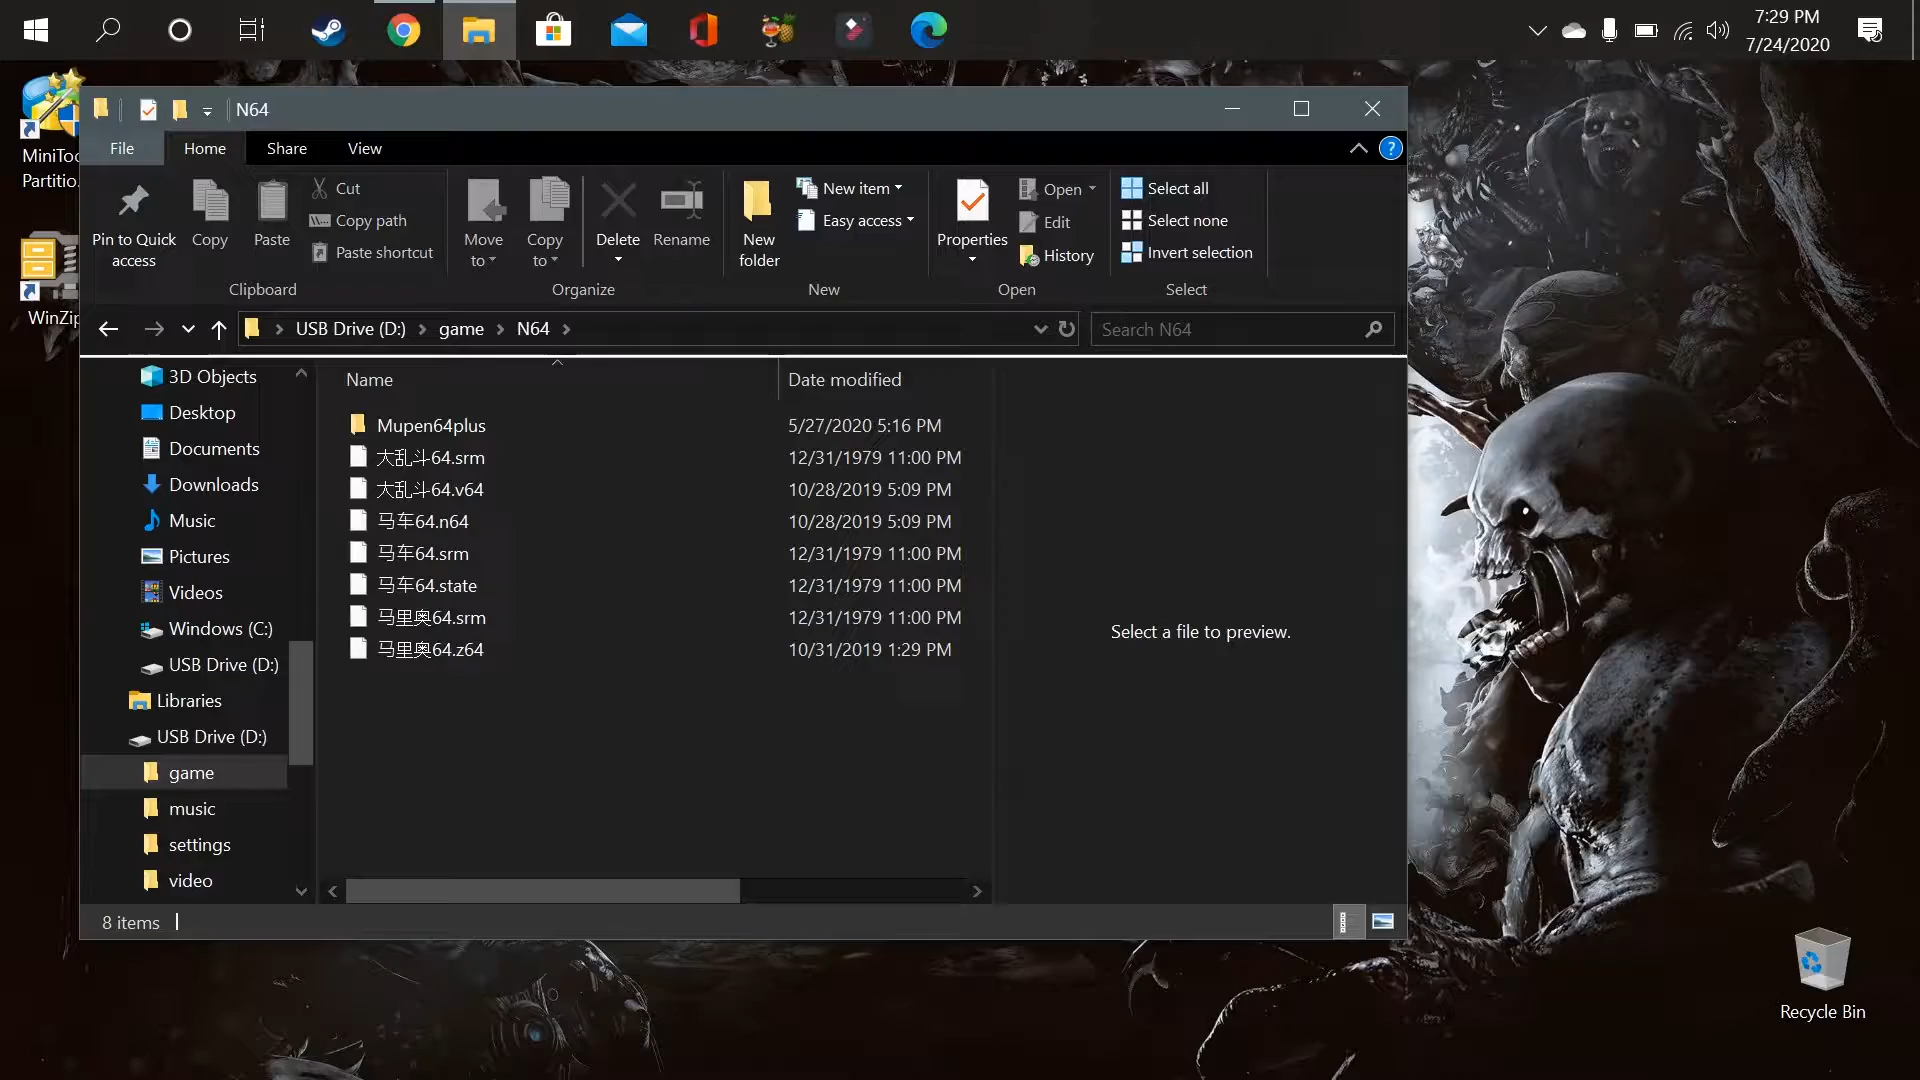 7:29 PM
7/24/2020
MiniToo
Partitio...
WinZip
N64
File Home Share View
Pin to Quick access
Copy
Paste
Cut
Copy path
Paste shortcut
Clipboard
Move to
Copy to
Delete
Rename
Organize
New folder
New item
Easy access
New
Properties
Open
Edit
History
Open
Select all
Select none
Invert selection
Select
USB Drive (D:) game N64
Search N64
3D Objects
Desktop
Documents
Downloads
Music
Pictures
Videos
Windows (C:)
USB Drive (D:)
Libraries
USB Drive (D:)
game
music
settings
video
Name Date modified
Mupen64plus 5/27/2020 5:16 PM
大乱斗64.srm 12/31/1979 11:00 PM
大乱斗64.v64 10/28/2019 5:09 PM
马车64.n64 10/28/2019 5:09 PM
马车64.srm 12/31/1979 11:00 PM
马车64.state 12/31/1979 11:00 PM
马里奥64.srm 12/31/1979 11:00 PM
马里奥64.z64 10/31/2019 1:29 PM
Select a file to preview.
8 items
Recycle Bin